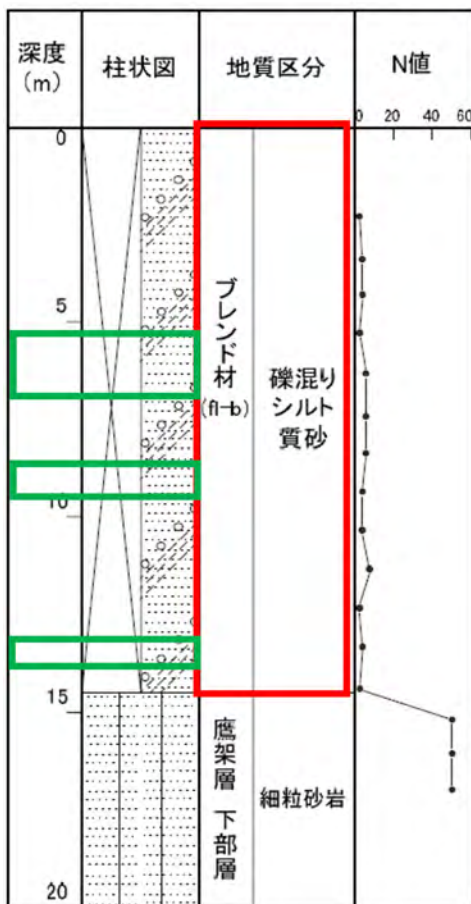 深度
(m)
柱状図
地質区分
N値
0 20 40 60
0
5
10
15
20
ブレンド材
(fl-b)
礫混り
シルト
質砂
鷹架層 下部層
細粒砂岩